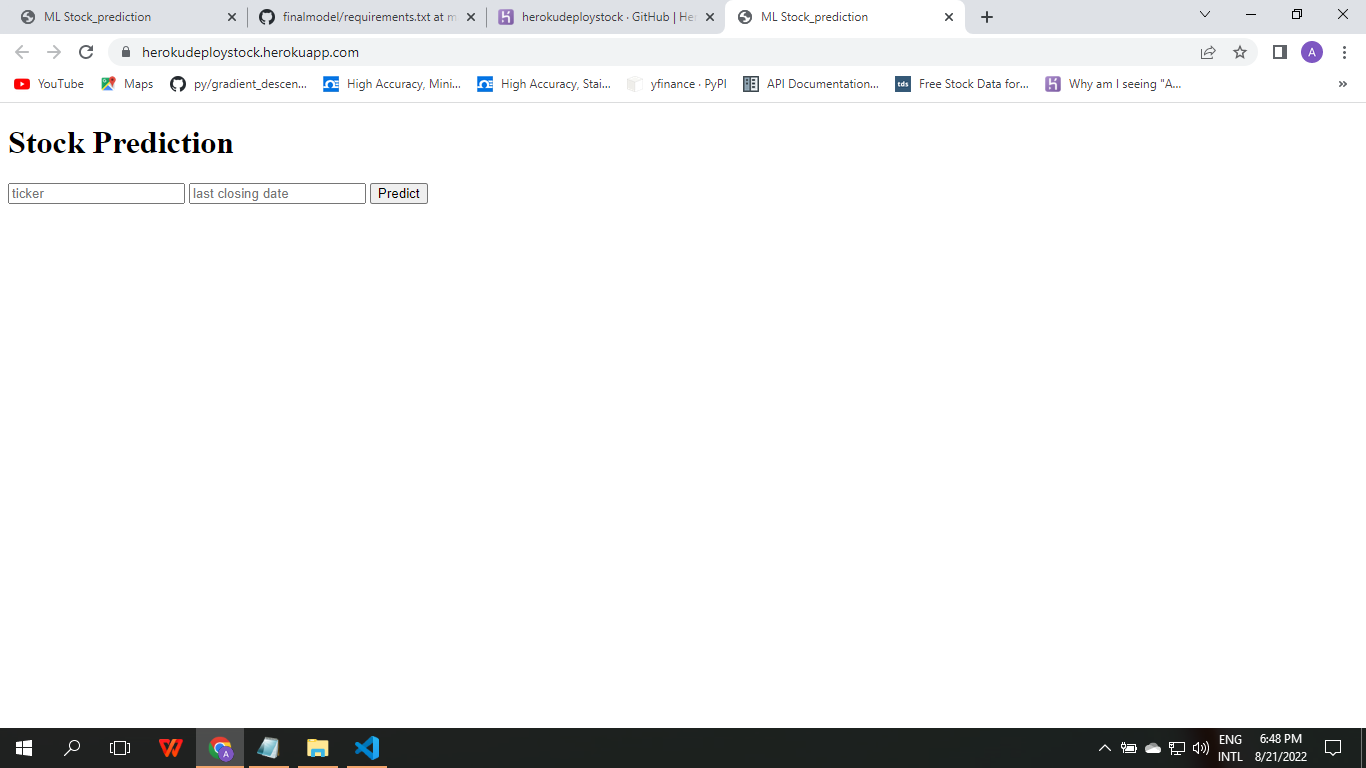 ML Stock_prediction
finalmodel/requirements.txt at m
herokudeploystock · GitHub | He
ML Stock_prediction
herokudeploystock.herokuapp.com
A
YouTube
Maps
py/gradient_descen...
High Accuracy, Mini...
High Accuracy, Stai...
yfinance · PyPI
API Documentation...
tds
Free Stock Data for...
Why am I seeing "A...
»
Stock Prediction
ticker
last closing date
Predict
A
ENG
INTL
6:48 PM
8/21/2022